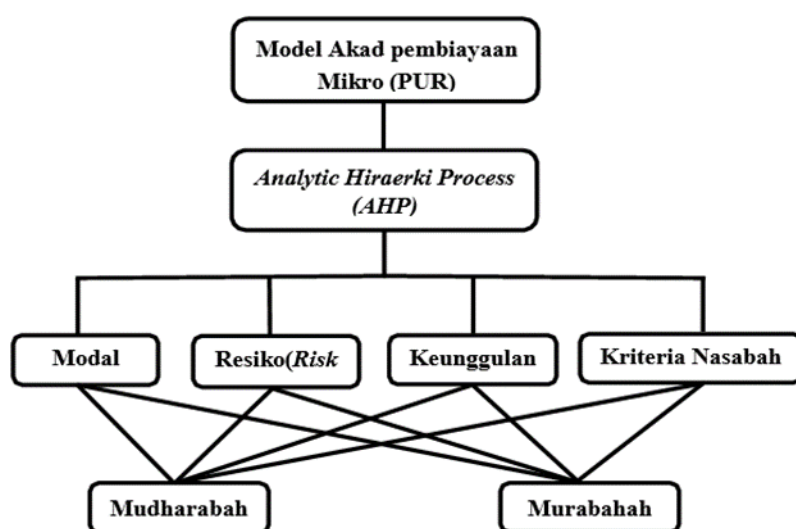 Model Akad pembiayaan
Mikro (PUR)
Analytic Hiraerki Process
(AHP)
Modal
Resiko(Risk
Keunggulan
Kriteria Nasabah
Mudharabah
Murabahah